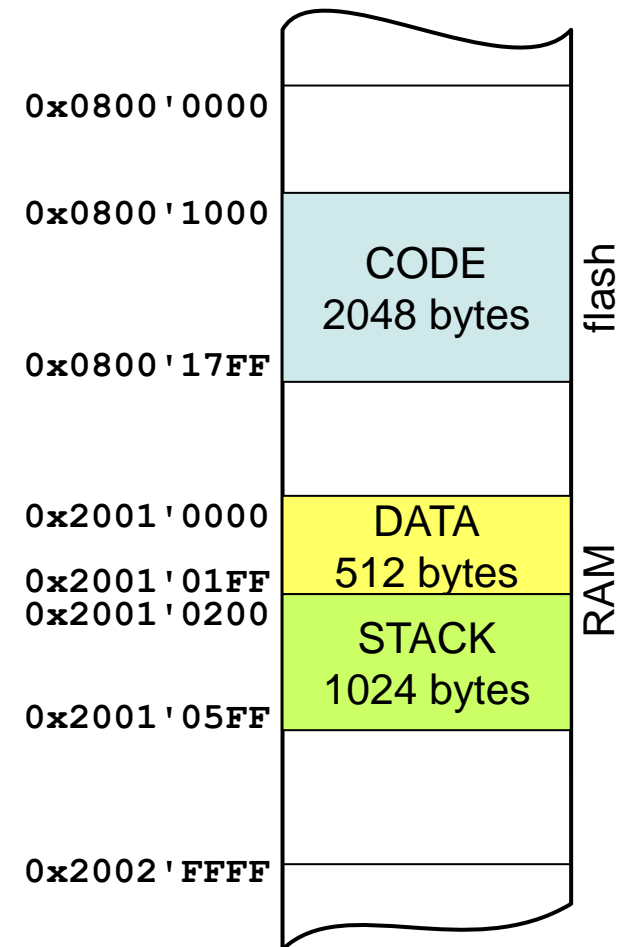 0x0800'0000
0x0800'1000
CODE
2048 bytes
flash
0x0800'17FF
0x2001'0000
DATA
512 bytes
0x2001'01FF
0x2001'0200
RAM
STACK
1024 bytes
0x2001'05FF
0x2002'FFFF